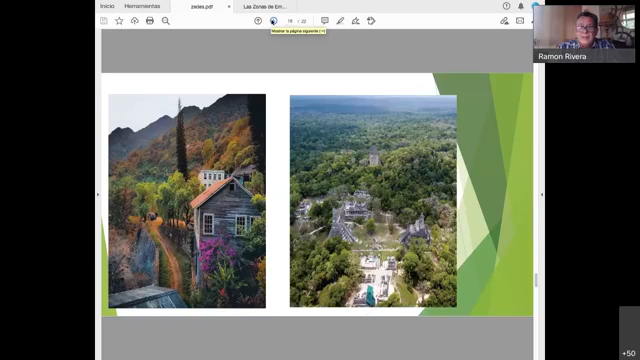 Inicio
Herramientas
zedes.pdf
Las Zonas de Em...
18 / 22
Mostrar la página siguiente
Ramon Rivera
+50